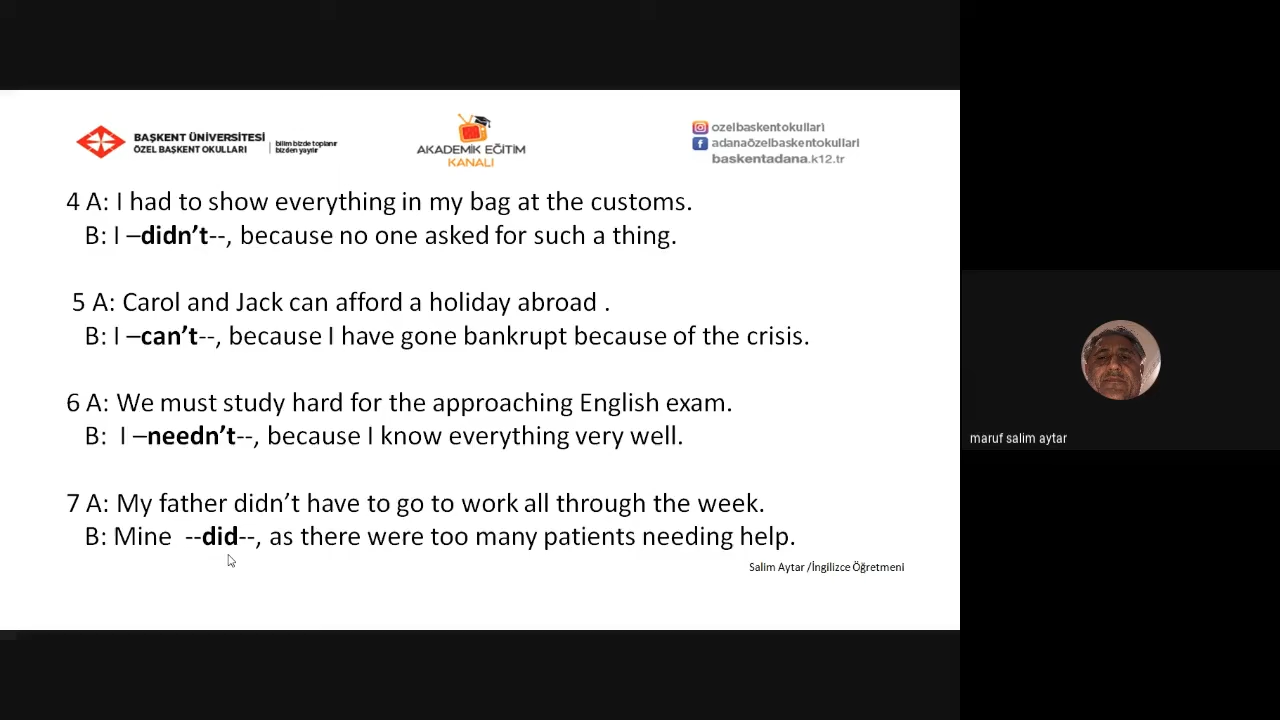 BAŞKENT ÜNİVERSİTESİ
ÖZEL BAŞKENT OKULLARI
bilim bizde toplanır
bizden yayılır
AKADEMİK EĞİTİM
KANALI
ozelbaskentokullari
adanaözelbaskentokullari
baskentadana.k12.tr
4 A: I had to show everything in my bag at the customs.
B: I –didn’t--, because no one asked for such a thing.
5 A: Carol and Jack can afford a holiday abroad .
B: I –can’t--, because I have gone bankrupt because of the crisis.
6 A: We must study hard for the approaching English exam.
B: I –needn’t--, because I know everything very well.
7 A: My father didn’t have to go to work all through the week.
B: Mine --did--, as there were too many patients needing help.
Salim Aytar /İngilizce Öğretmeni
maruf salim aytar